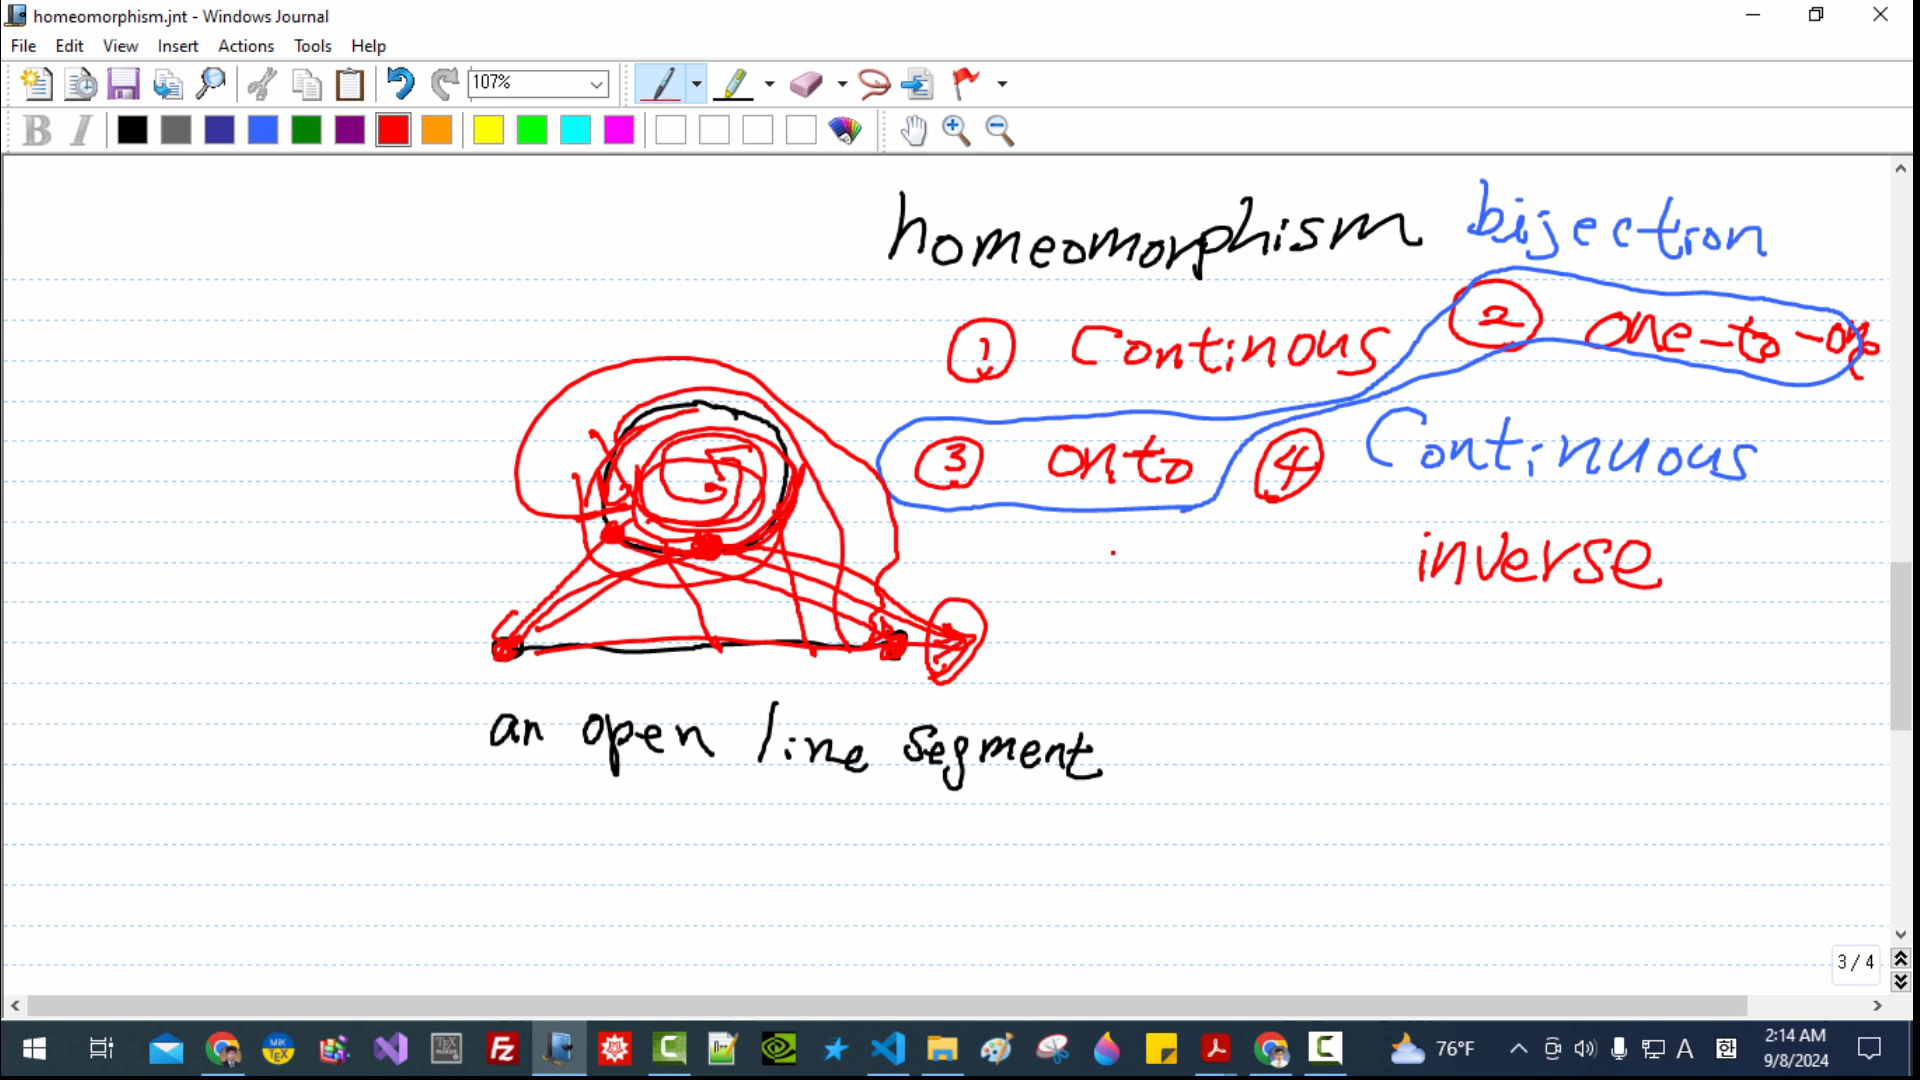 homeomorphism.jnt - Windows Journal
File Edit View Insert Actions Tools Help
107%
B I
homeomorphism bijection
① Continous ② one-to-one
③ onto ④ Continuous
inverse
an open line segment
3 / 4
76°F
A 한
2:14 AM
9/8/2024